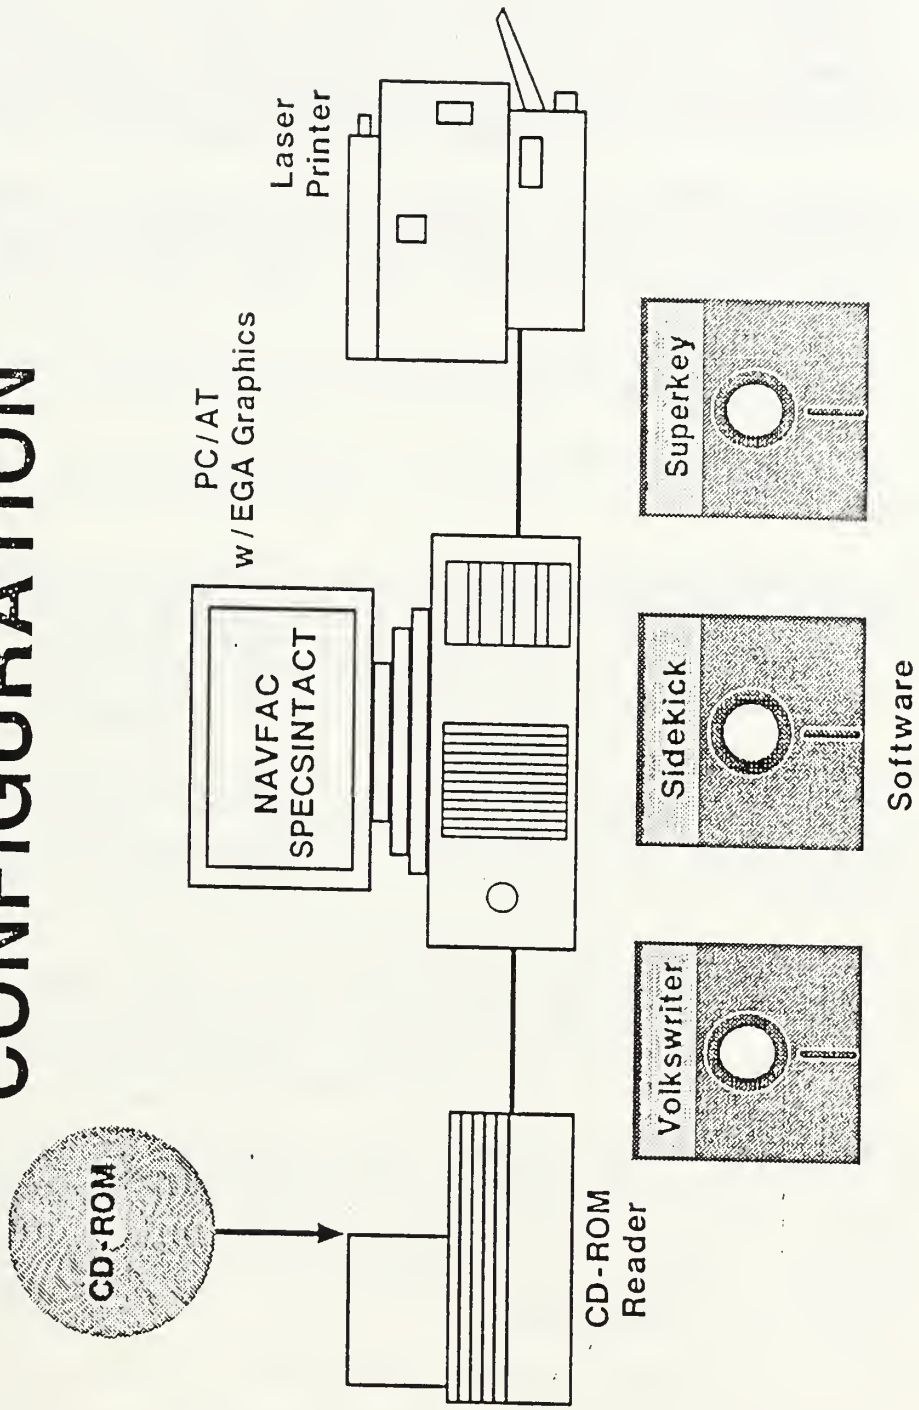 CONFIGURATION
CD-ROM
PC/AT
w/EGA Graphics
Laser
Printer
NAVFAC
SPECSINTACT
CD-ROM
Reader
Volkswriter
Sidekick
Superkey
Software